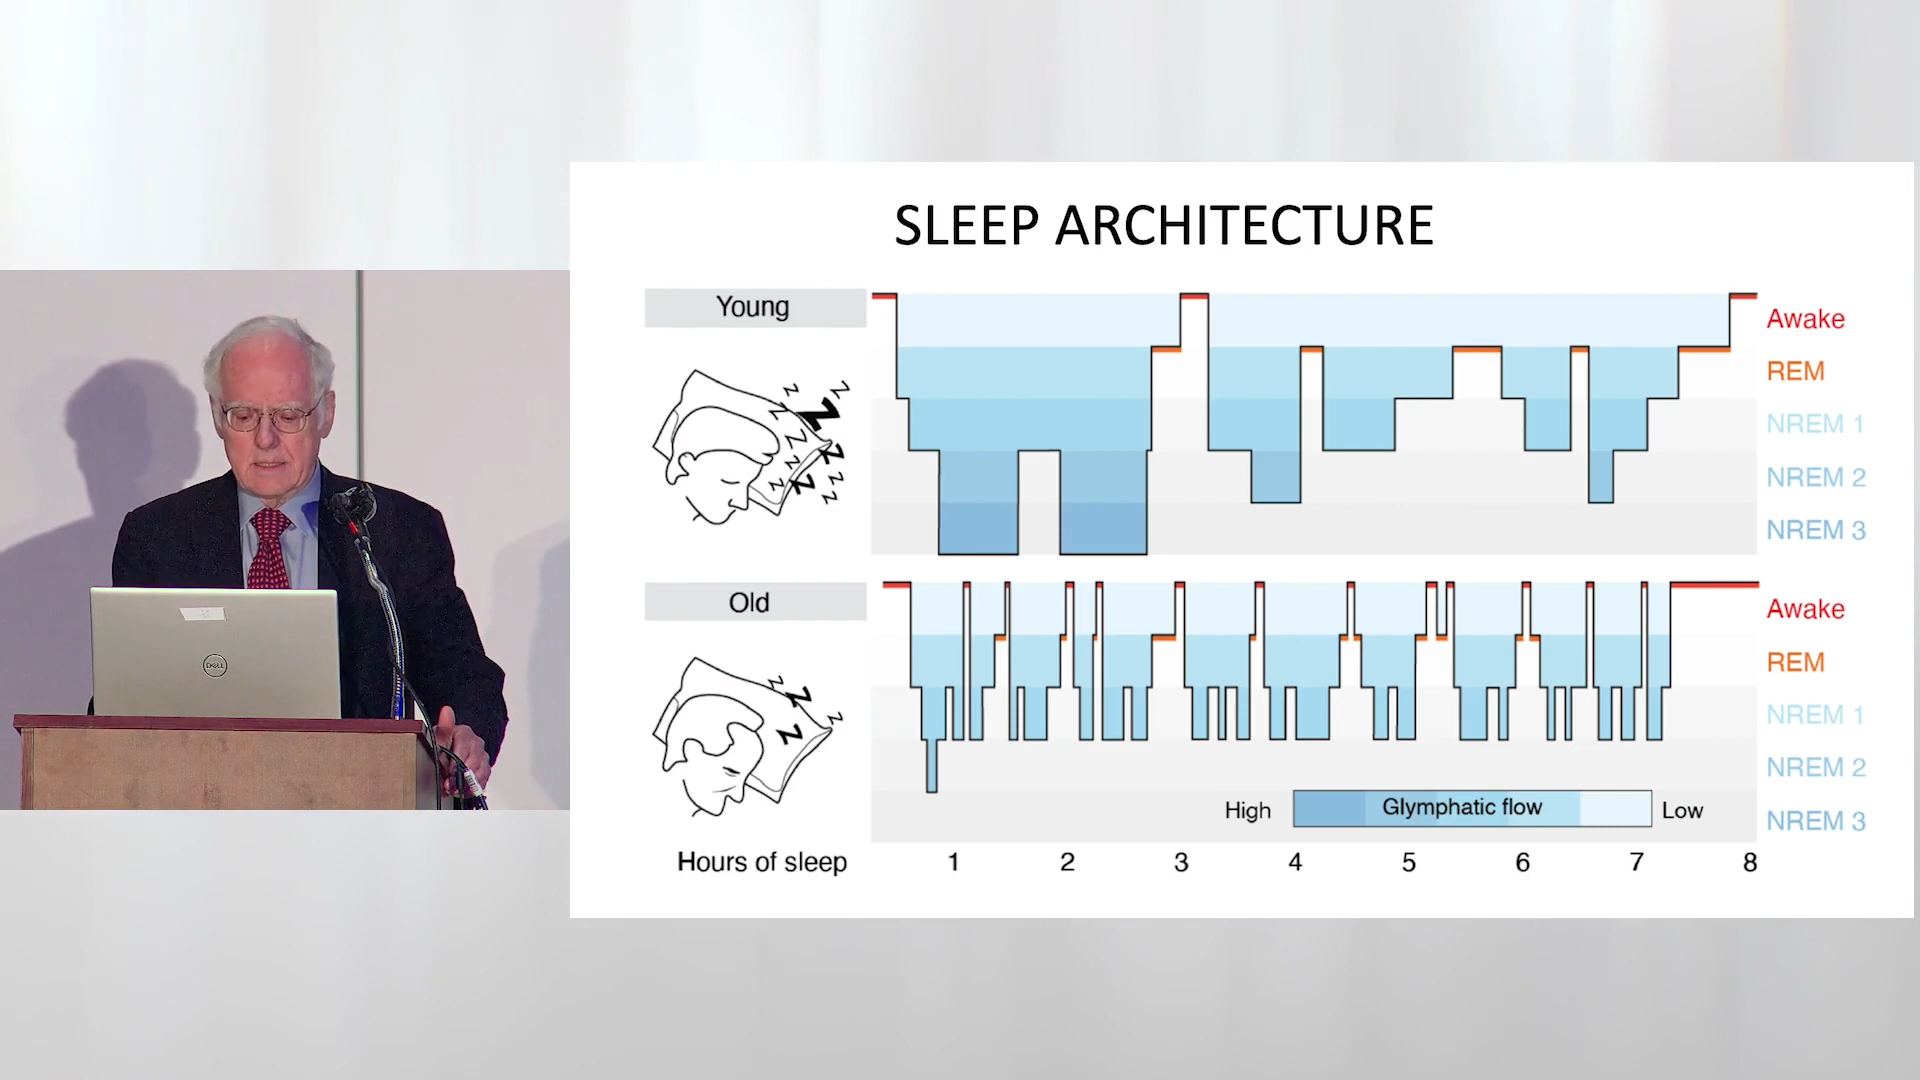 SLEEP ARCHITECTURE
Young
Awake
REM
NREM 1
NREM 2
NREM 3
Old
Awake
REM
NREM 1
NREM 2
NREM 3
High Glymphatic flow Low
Hours of sleep 1 2 3 4 5 6 7 8
z z z z z z z z z z z z z
z z z z
DELL